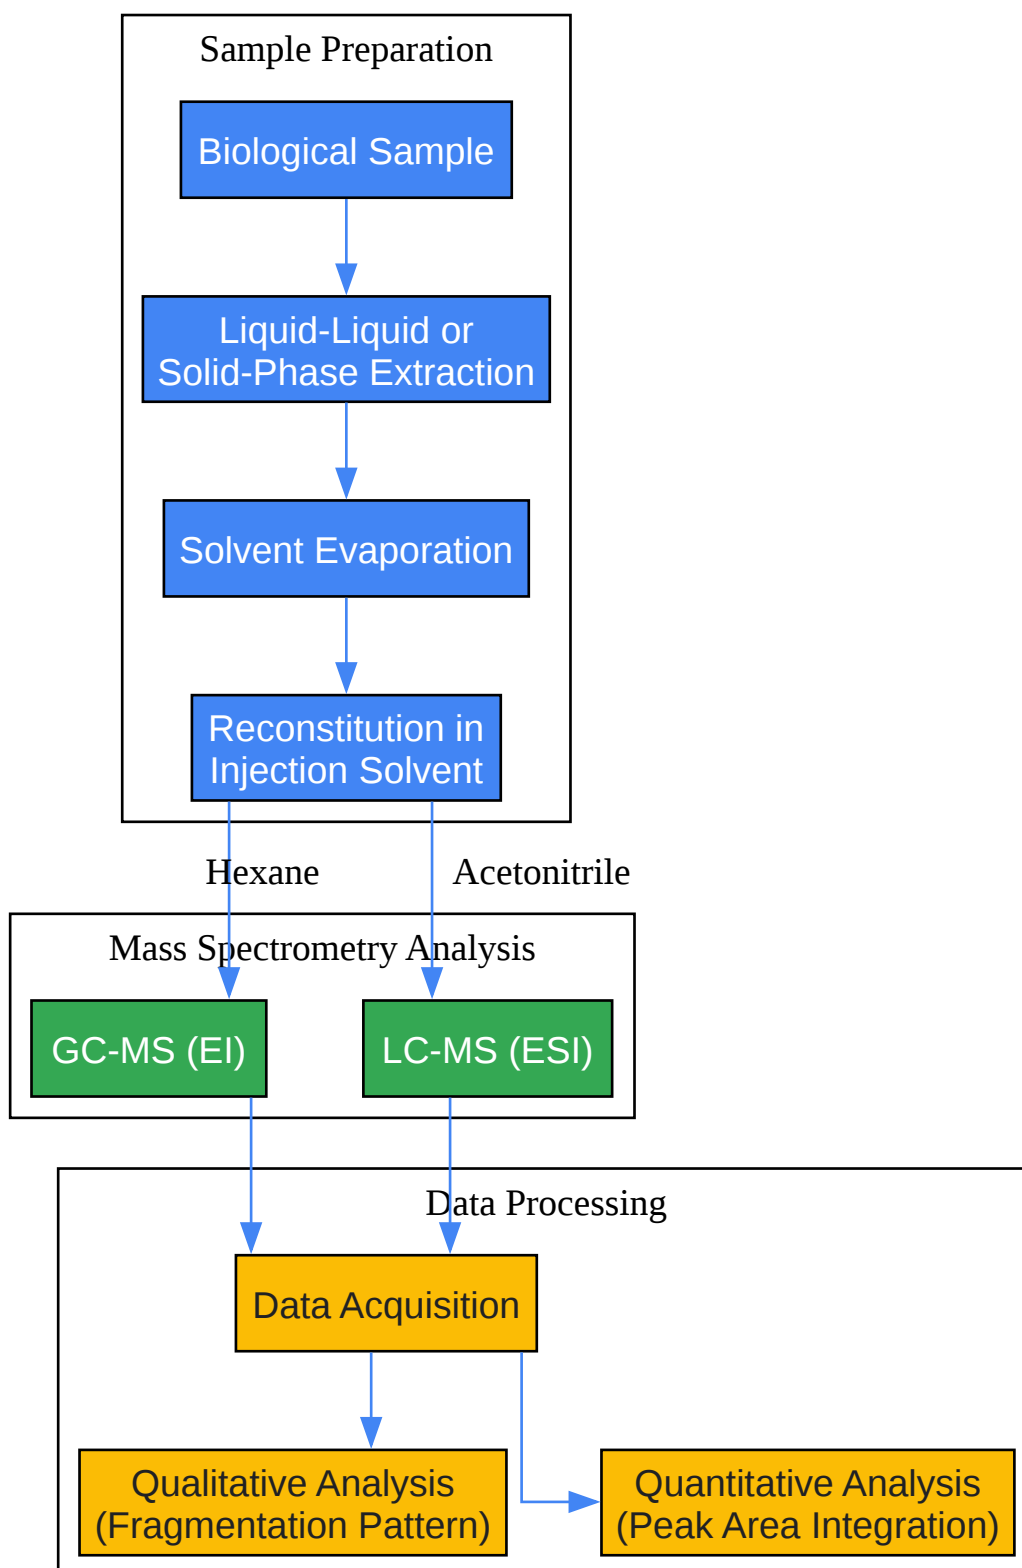 Sample Preparation
Biological Sample
Liquid-Liquid or
Solid-Phase Extraction
Solvent Evaporation
Reconstitution in
Injection Solvent
Hexane
Acetonitrile
Mass Spectrometry Analysis
GC-MS (EI)
LC-MS (ESI)
Data Processing
Data Acquisition
Qualitative Analysis
(Fragmentation Pattern)
Quantitative Analysis
(Peak Area Integration)